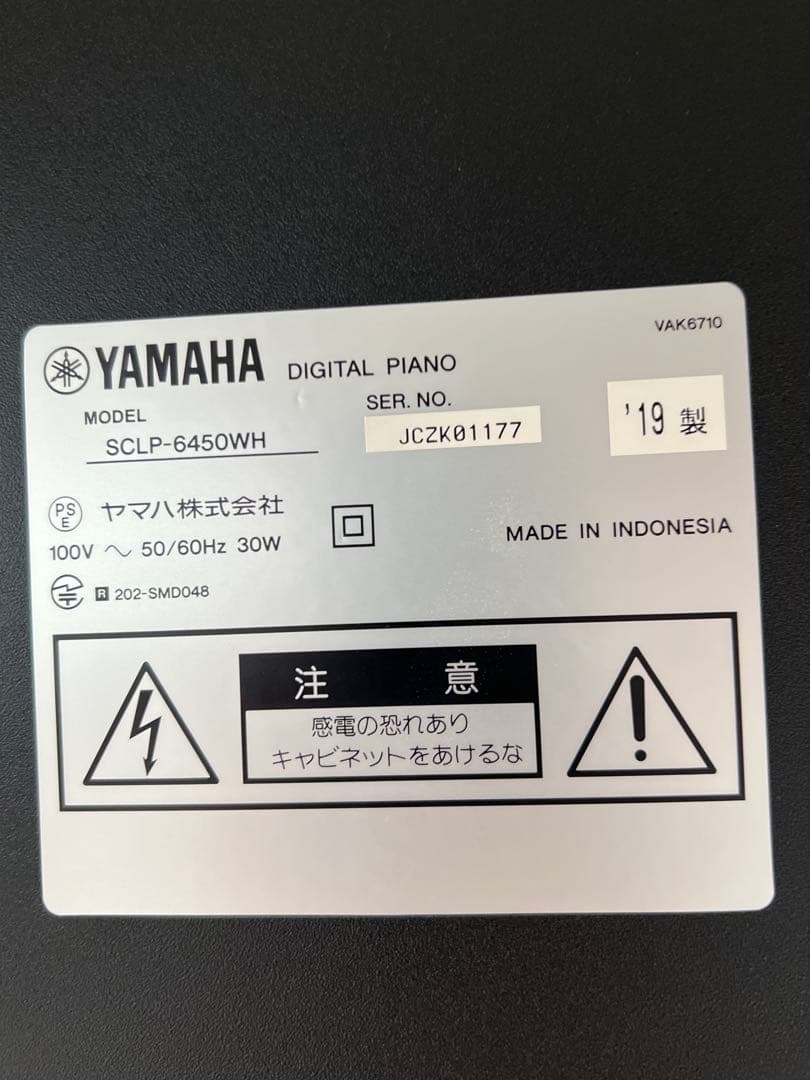 VAK6710
YAMAHA DIGITAL PIANO
MODEL
SCLP-6450WH
SER. NO.
JCZK01177
'19 製
PSE ヤマハ株式会社
100V ～ 50/60Hz 30W
MADE IN INDONESIA
R 202-SMD048
注意
感電の恐れあり
キャビネットをあけるな